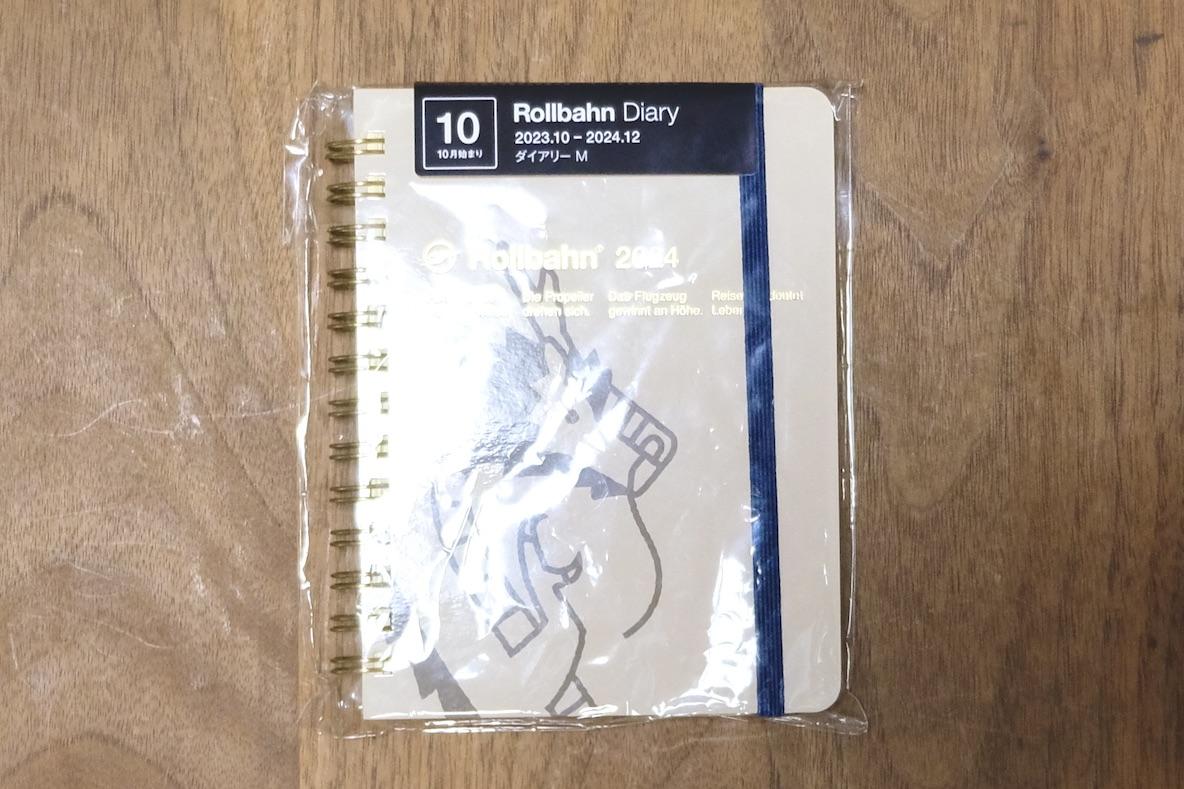 10
10月始まり
Rollbahn Diary
2023.10 – 2024.12
ダイアリー M
Rollbahn® 2024
Die Propeller
drehen sich.
Das Flugzeug
gewinnt an Höhe.